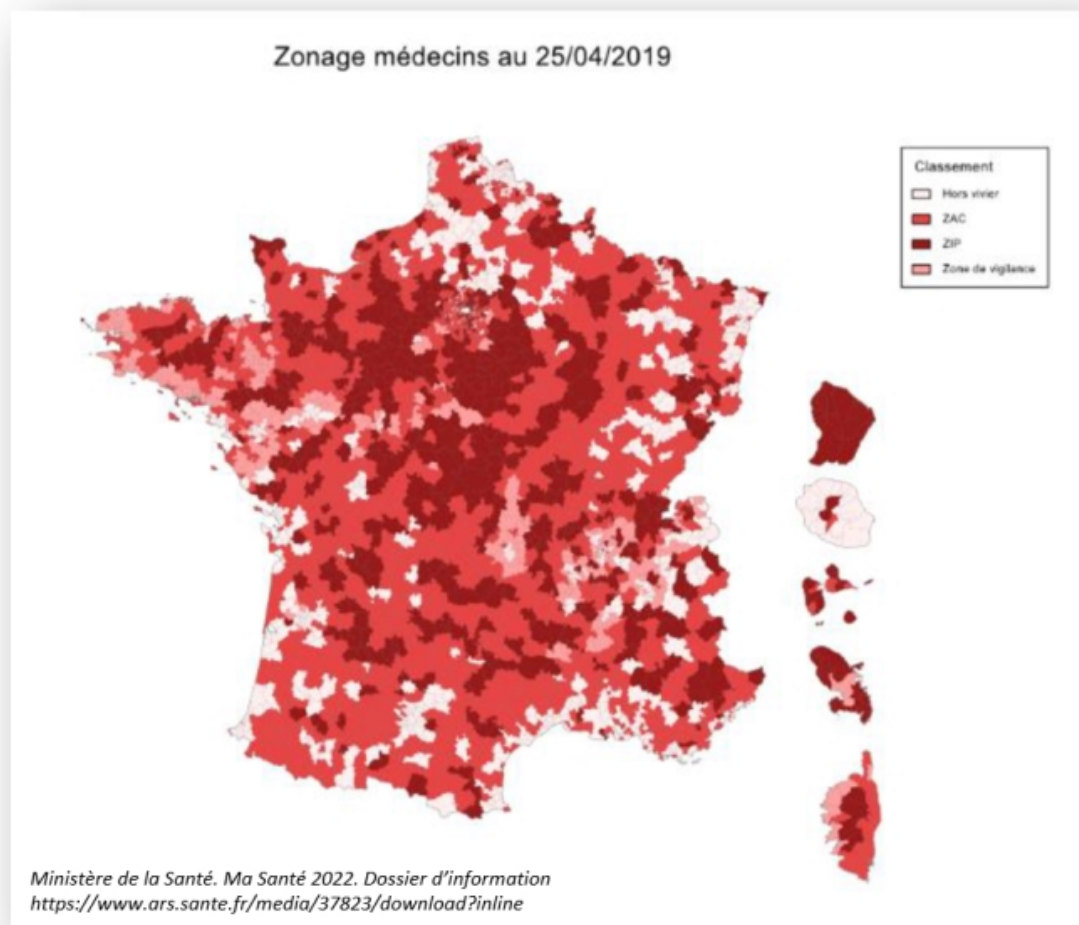 Zonage médecins au 25/04/2019
Classement
Hors vivier
ZAC
ZIP
Zone de vigilance
Ministère de la Santé. Ma Santé 2022. Dossier d’information
https://www.ars.sante.fr/media/37823/download?inline